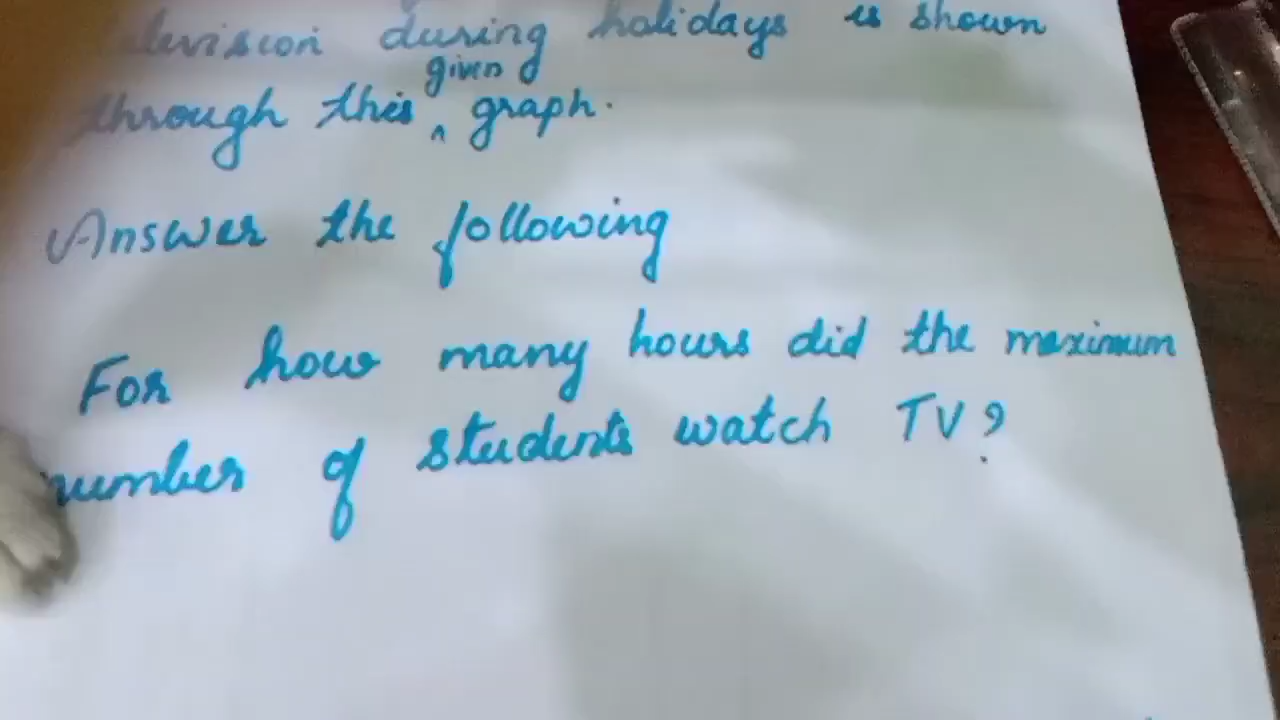 television during holidays is shown
given
through this ^ graph.
Answer the following
For how many hours did the maximum
number of students watch TV?